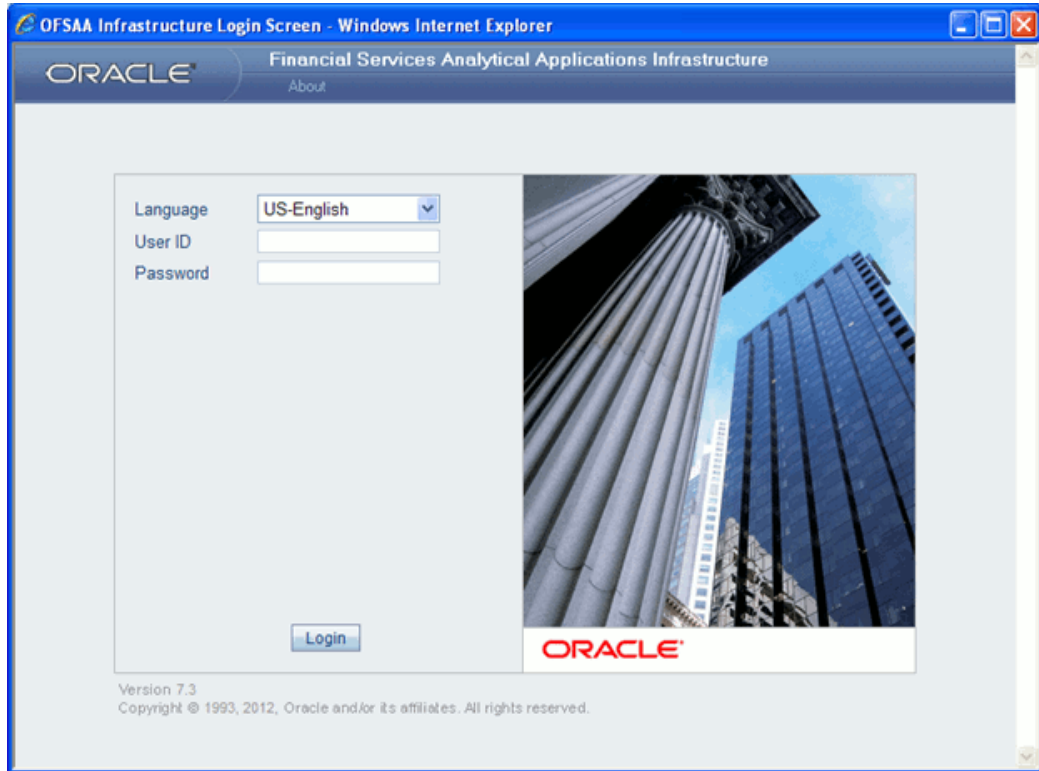 OFSAA Infrastructure Login Screen - Windows Internet Explorer
ORACLE®
Financial Services Analytical Applications Infrastructure
About
Language
US-English
User ID
Password
Login
ORACLE®
Version 7.3
Copyright © 1993, 2012, Oracle and/or its affiliates. All rights reserved.